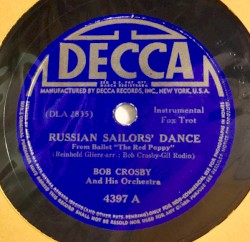 DECCA
MANUFACTURED BY DECCA RECORDS, INC., NEW YORK, U.S.A.
(DLA 2835)
Instrumental
Fox Trot
RUSSIAN SAILORS' DANCE
From Ballet "The Red Poppy"
(Reinhold Gliere-arr.: Bob Crosby-Gil Rodin)
BOB CROSBY
And His Orchestra
4397 A